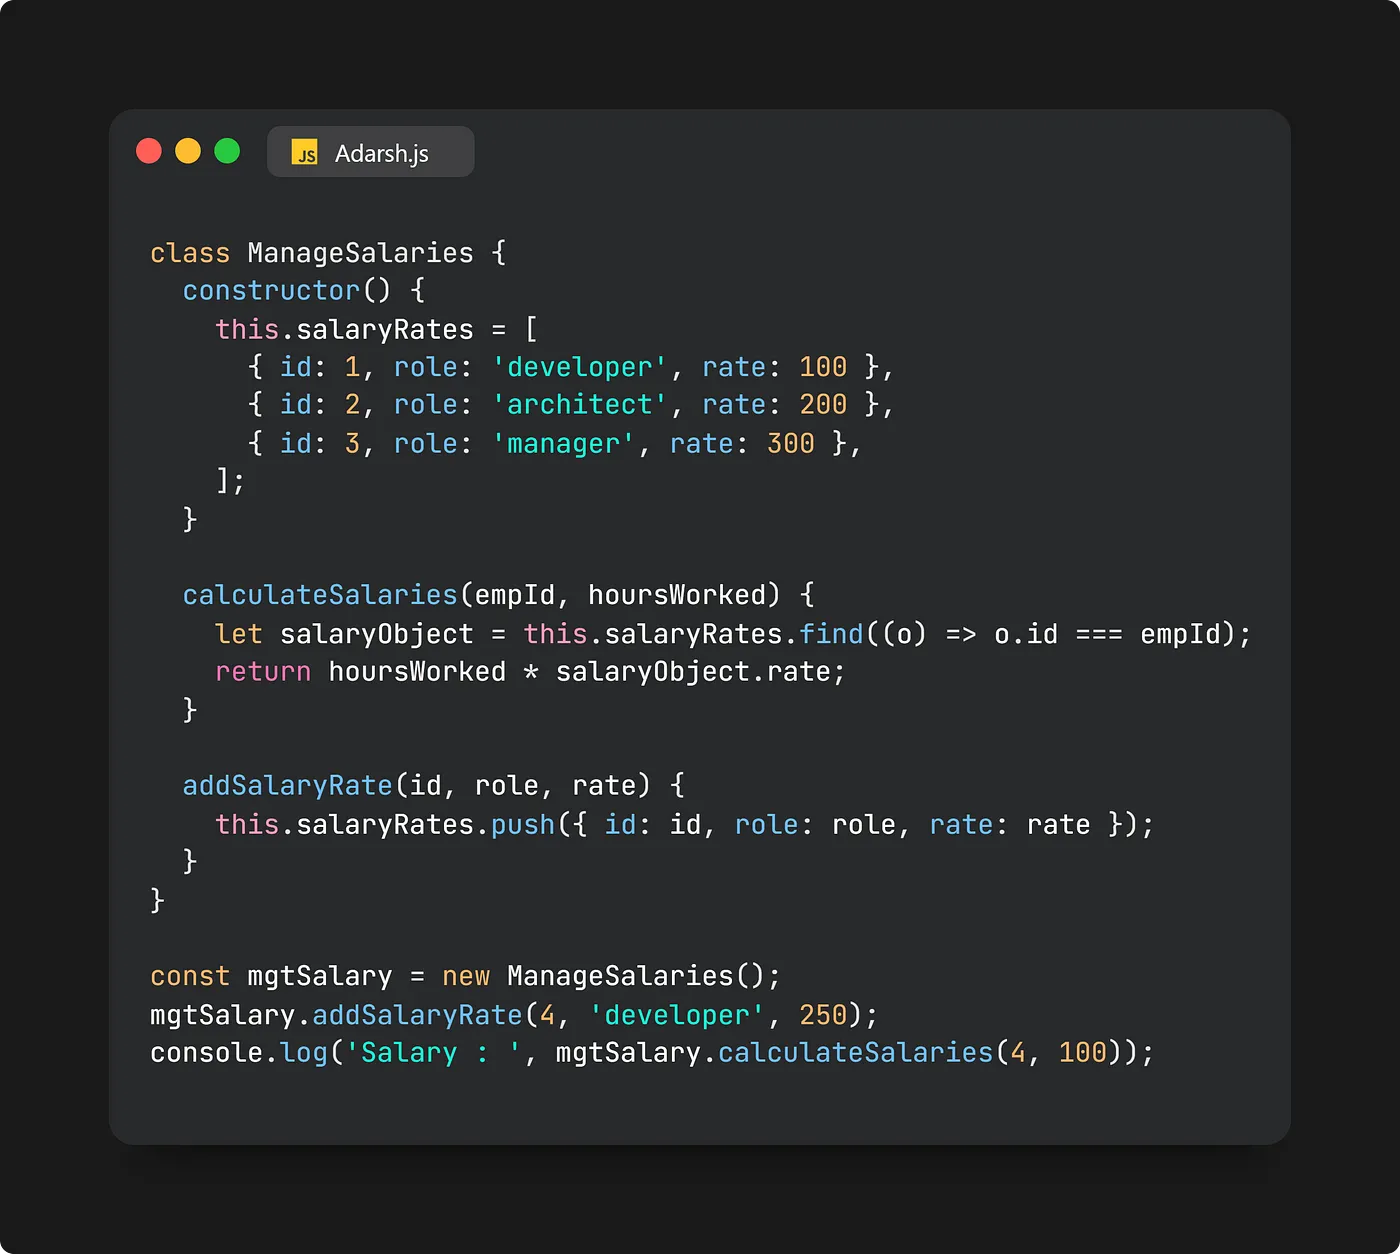 JS Adarsh.js
class ManageSalaries {
  constructor() {
    this.salaryRates = [
      { id: 1, role: 'developer', rate: 100 },
      { id: 2, role: 'architect', rate: 200 },
      { id: 3, role: 'manager', rate: 300 },
    ];
  }

  calculateSalaries(empId, hoursWorked) {
    let salaryObject = this.salaryRates.find((o) => o.id === empId);
    return hoursWorked * salaryObject.rate;
  }

  addSalaryRate(id, role, rate) {
    this.salaryRates.push({ id: id, role: role, rate: rate });
  }
}

const mgtSalary = new ManageSalaries();
mgtSalary.addSalaryRate(4, 'developer', 250);
console.log('Salary : ', mgtSalary.calculateSalaries(4, 100));